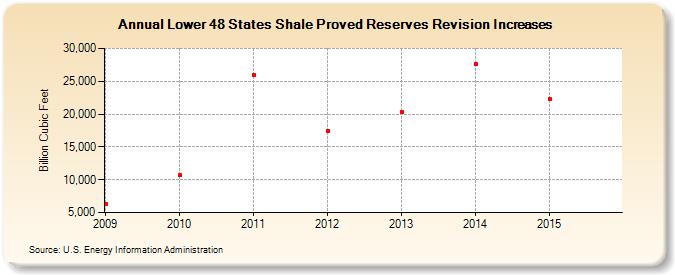 Annual Lower 48 States Shale Proved Reserves Revision Increases
Billion Cubic Feet
30,000
25,000
20,000
15,000
10,000
5,000
2009 2010 2011 2012 2013 2014 2015
Source: U.S. Energy Information Administration